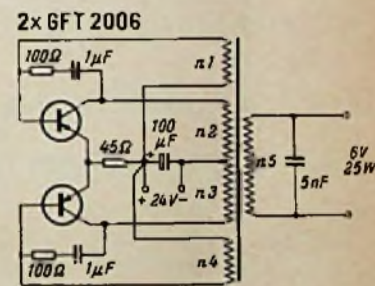 2x GFT 2006
100Ω 1µF
n1
n2
45Ω
100 µF
+
n5
5nF
6V
25W
+ 24V-
n3
n4
100Ω 1µF